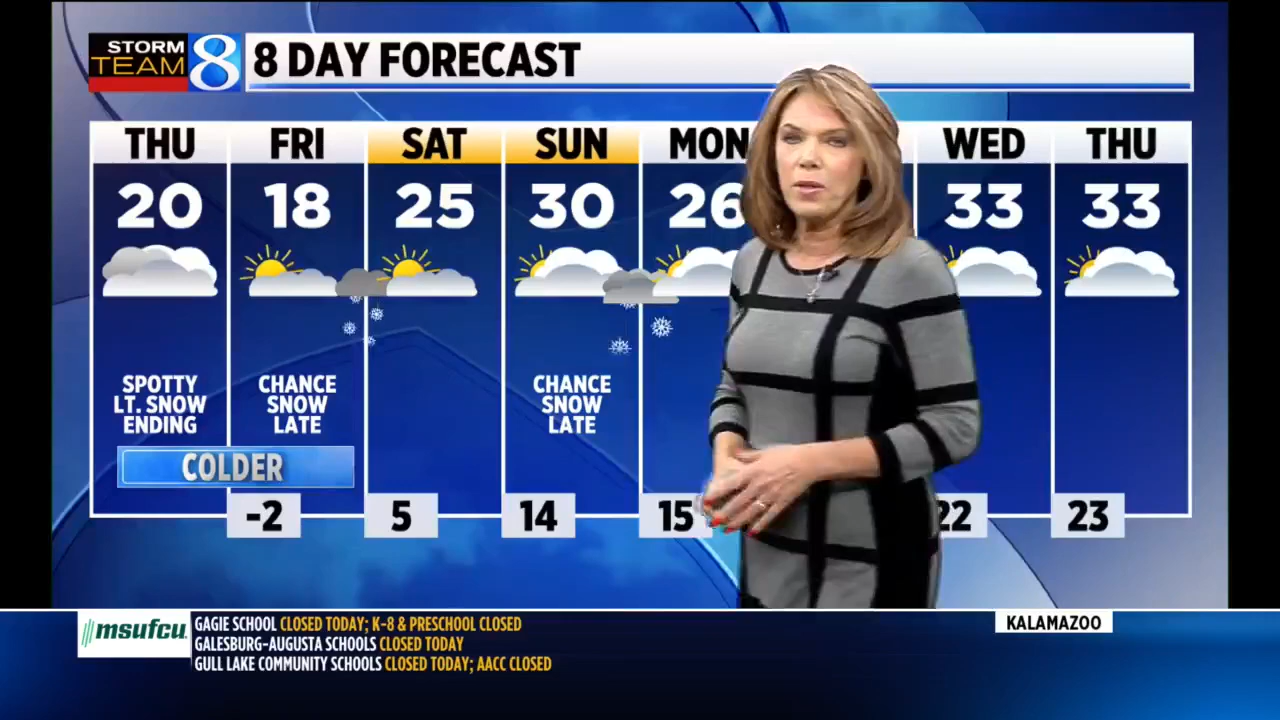 STORM
TEAM 8
8 DAY FORECAST
THU FRI SAT SUN MON WED THU
20 18 25 30 26 33 33
SPOTTY
LT. SNOW
ENDING
CHANCE
SNOW
LATE
CHANCE
SNOW
LATE
COLDER
-2 5 14 15 22 23
msufcu
GAGIE SCHOOL CLOSED TODAY; K-8 & PRESCHOOL CLOSED
GALESBURG-AUGUSTA SCHOOLS CLOSED TODAY
GULL LAKE COMMUNITY SCHOOLS CLOSED TODAY; AACC CLOSED
KALAMAZOO